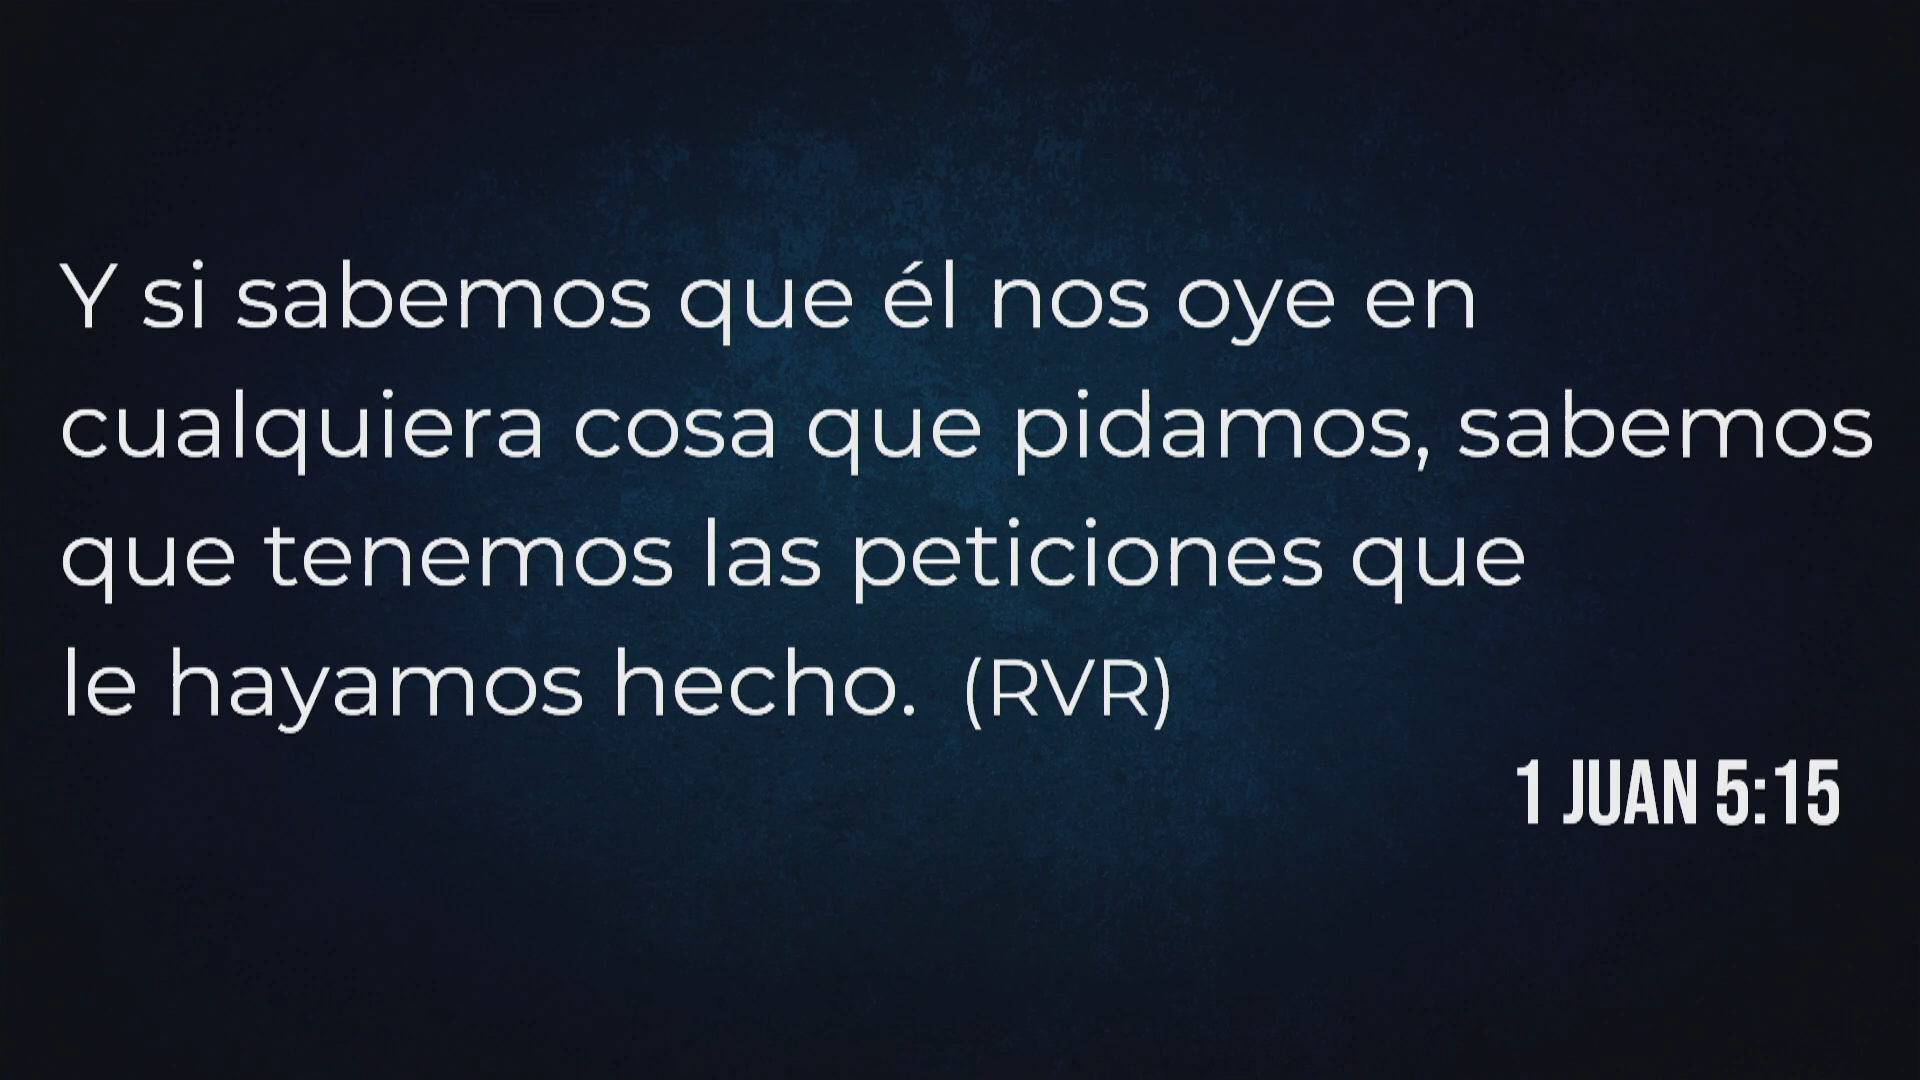 Y si sabemos que él nos oye en
cualquiera cosa que pidamos, sabemos
que tenemos las peticiones que
le hayamos hecho. (RVR)
1 JUAN 5:15